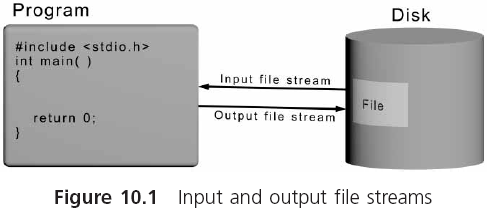 Program
#include <stdio.h>
int main( )
{
return 0;
}
Input file stream
Output file stream
Disk
File
Figure 10.1 Input and output file streams